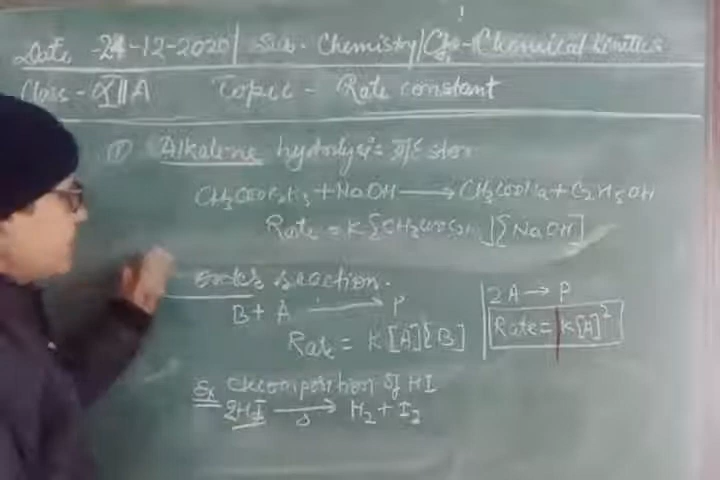 Date - 24-12-2020 | Sub - Chemistry | Ch - Chemical Kinetics
Class - XII A Topic - Rate constant
① Alkalene hydrolysis of Ester
CH₃COOC₂H₅ + NaOH ⟶ CH₃COONa + C₂H₅OH
Rate = K[CH₃COOC₂H₅][NaOH]
order reaction.
B + A ⟶ P
Rate = K[A][B]
2A → P
Rate = K[A]²
Ex Decomposition of HI
2HI ⟶ H₂ + I₂
Δ